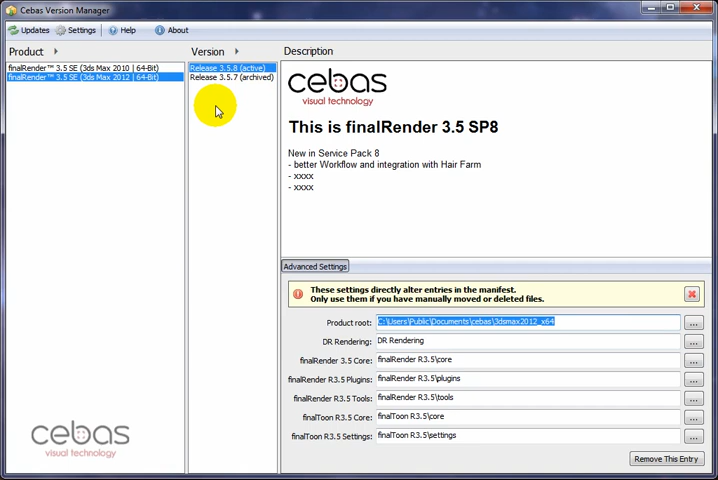 Cebas Version Manager
Updates Settings Help About
Product Version Description
finalRender™ 3.5 SE (3ds Max 2010 | 64-Bit)
finalRender™ 3.5 SE (3ds Max 2012 | 64-Bit)
Release 3.5.8 (active)
Release 3.5.7 (archived)
cebas
visual technology
This is finalRender 3.5 SP8
New in Service Pack 8
- better Workflow and integration with Hair Farm
- xxxx
- xxxx
Advanced Settings
These settings directly alter entries in the manifest.
Only use them if you have manually moved or deleted files.
Product root: C:\Users\Public\Documents\cebas\3dsmax2012_x64 ...
DR Rendering: DR Rendering ...
finalRender 3.5 Core: finalRender R3.5\core ...
finalRender R3.5 Plugins: finalRender R3.5\plugins ...
finalRender R3.5 Tools: finalRender R3.5\tools ...
finalToon R3.5 Core: finalToon R3.5\core ...
finalToon R3.5 Settings: finalToon R3.5\settings ...
Remove This Entry
cebas
visual technology